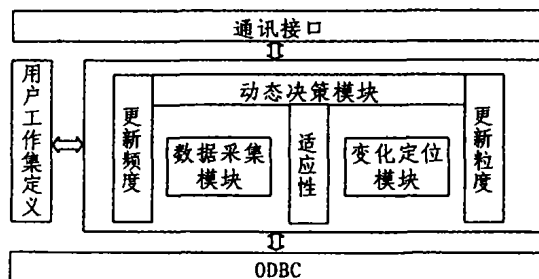 通讯接口
用户工作集定义
动态决策模块
更新频度
数据采集
模块
适应性
变化定位
模块
更新粒度
ODBC